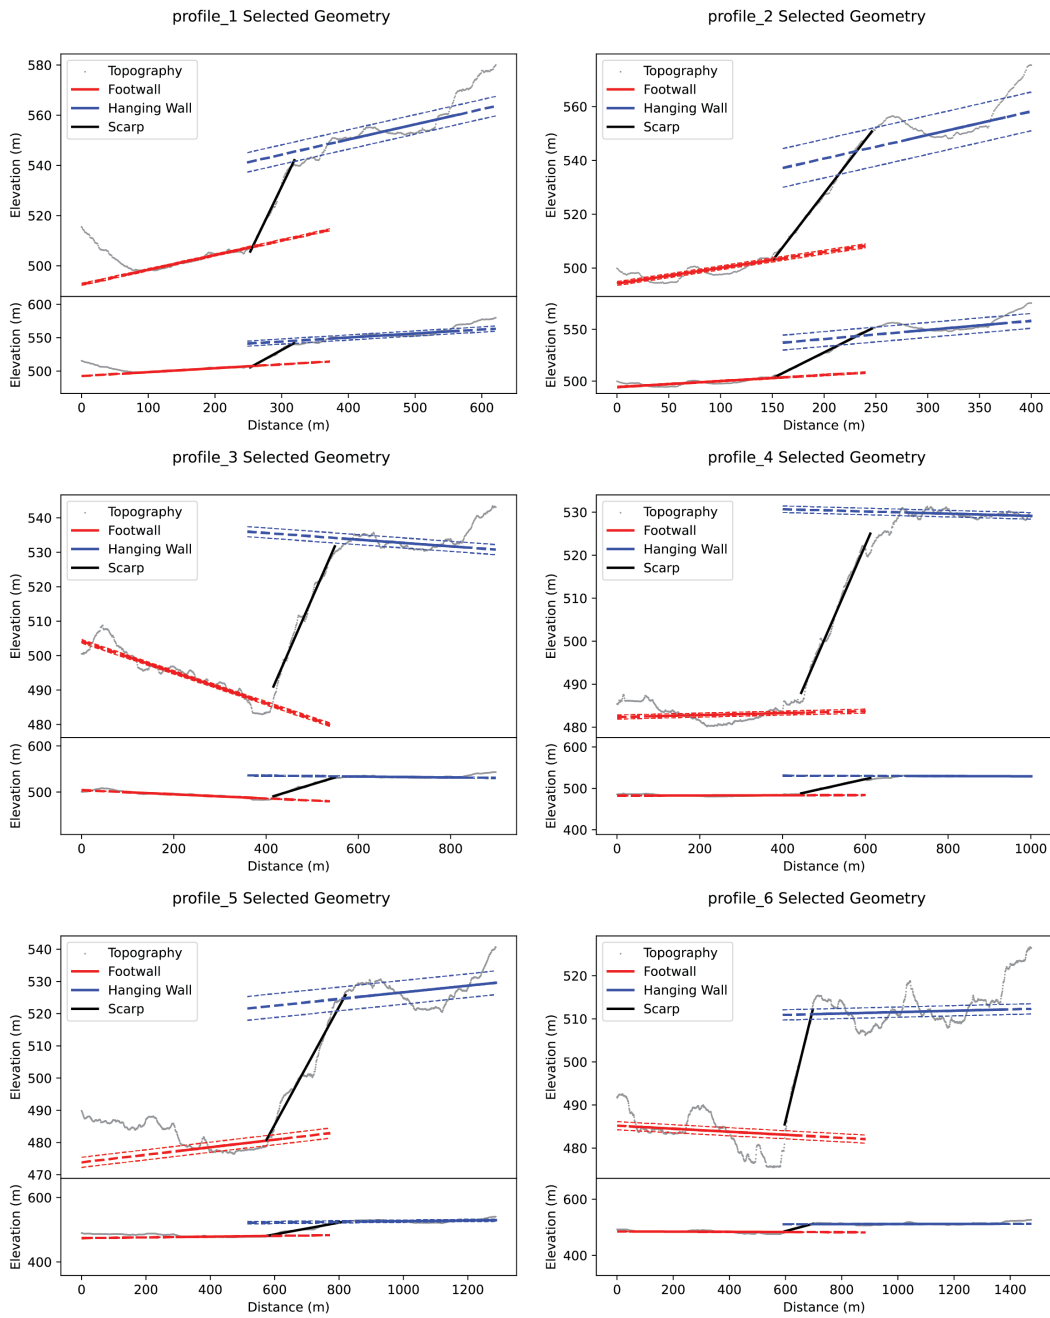 profile_1 Selected Geometry
580
560
540
520
500
Elevation (m)
Topography
Footwall
Hanging Wall
Scarp
600
550
500
Elevation (m)
0 100 200 300 400 500 600
Distance (m)
profile_2 Selected Geometry
560
540
520
500
Elevation (m)
Topography
Footwall
Hanging Wall
Scarp
550
500
Elevation (m)
0 50 100 150 200 250 300 350 400
Distance (m)
profile_3 Selected Geometry
540
530
520
510
500
490
480
Elevation (m)
Topography
Footwall
Hanging Wall
Scarp
600
500
Elevation (m)
0 200 400 600 800
Distance (m)
profile_4 Selected Geometry
530
520
510
500
490
480
Elevation (m)
Topography
Footwall
Hanging Wall
Scarp
600
500
400
Elevation (m)
0 200 400 600 800 1000
Distance (m)
profile_5 Selected Geometry
540
530
520
510
500
490
480
470
Elevation (m)
Topography
Footwall
Hanging Wall
Scarp
600
400
Elevation (m)
0 200 400 600 800 1000 1200
Distance (m)
profile_6 Selected Geometry
520
510
500
490
480
Elevation (m)
Topography
Footwall
Hanging Wall
Scarp
600
400
Elevation (m)
0 200 400 600 800 1000 1200 1400
Distance (m)